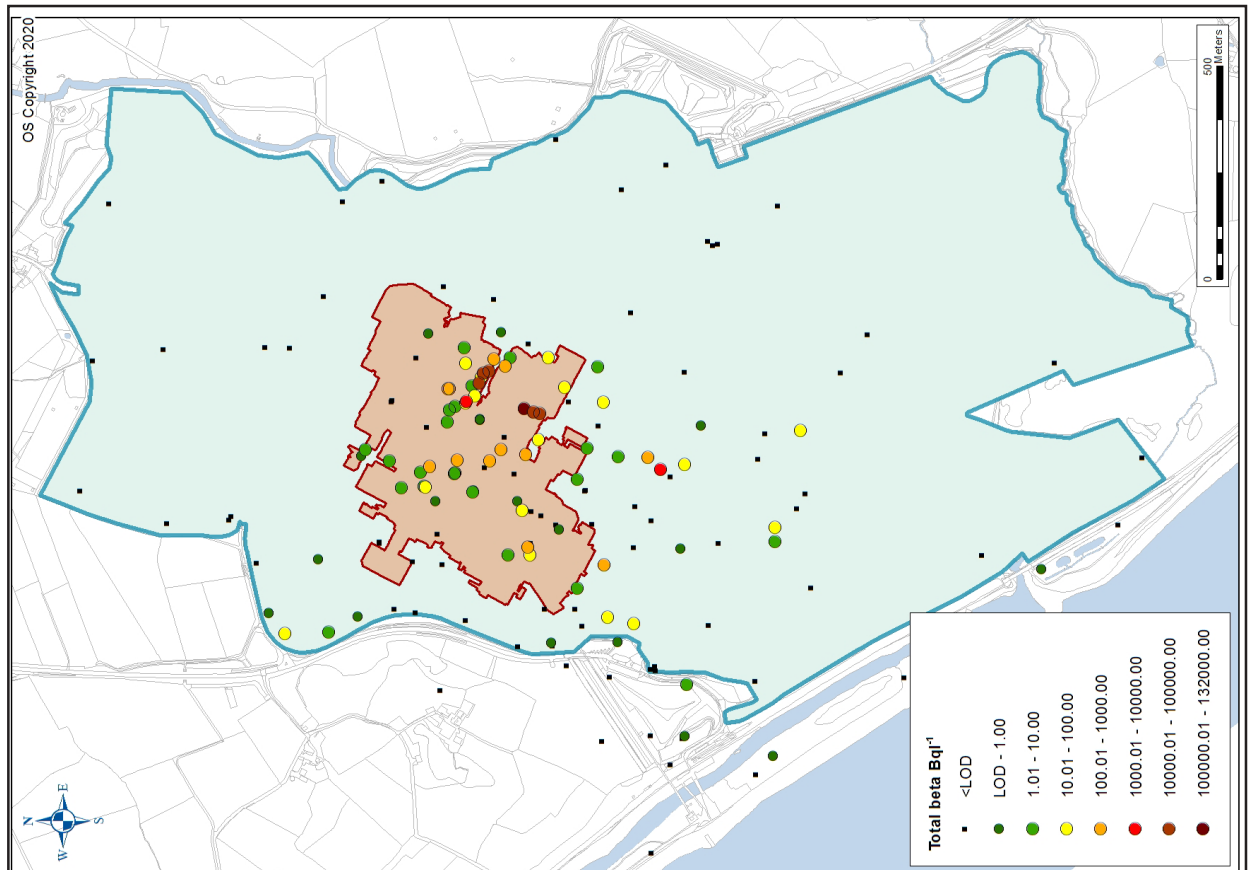 OS Copyright 2020
500
Meters
0
N
W E
S
Total beta Bql⁻¹
<LOD
LOD - 1.00
1.01 - 10.00
10.01 - 100.00
100.01 - 1000.00
1000.01 - 10000.00
10000.01 - 100000.00
100000.01 - 132000.00